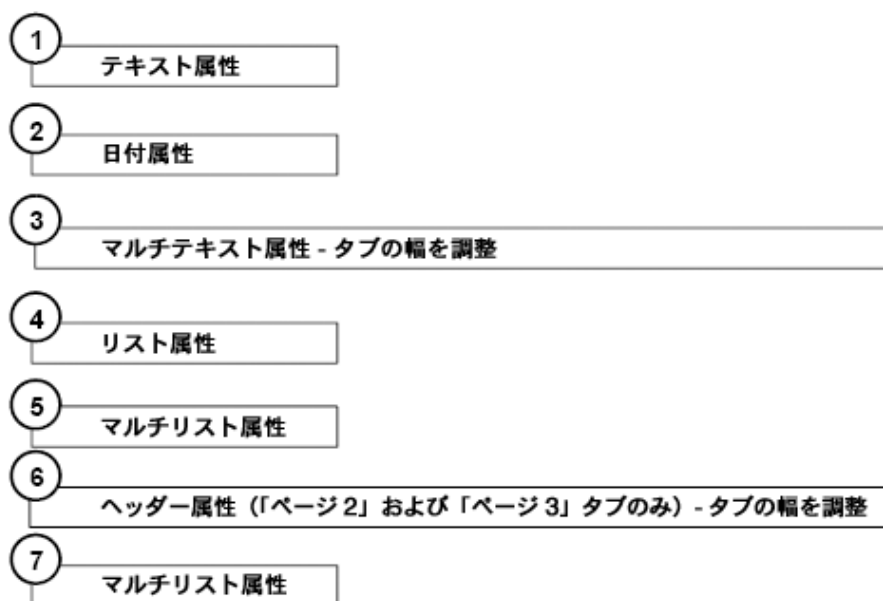 1
テキスト属性
2
日付属性
3
マルチテキスト属性 - タブの幅を調整
4
リスト属性
5
マルチリスト属性
6
ヘッダー属性（「ページ 2」および「ページ 3」タブのみ）- タブの幅を調整
7
マルチリスト属性